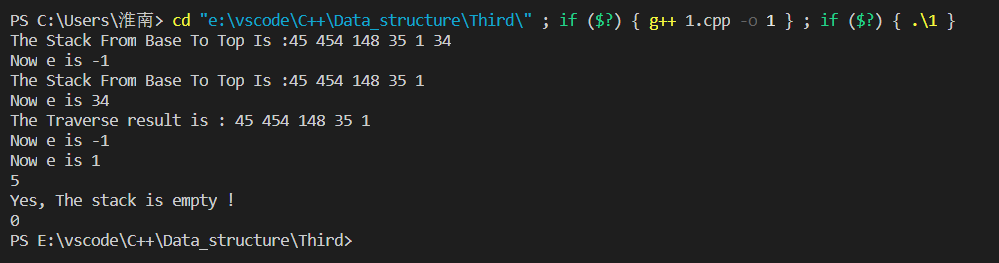 PS C:\Users\淮南> cd "e:\vscode\C++\Data_structure\Third\" ; if ($?) { g++ 1.cpp -o 1 } ; if ($?) { .\1 }
The Stack From Base To Top Is :45 454 148 35 1 34
Now e is -1
The Stack From Base To Top Is :45 454 148 35 1
Now e is 34
The Traverse result is : 45 454 148 35 1
Now e is -1
Now e is 1
5
Yes, The stack is empty !
0
PS E:\vscode\C++\Data_structure\Third>